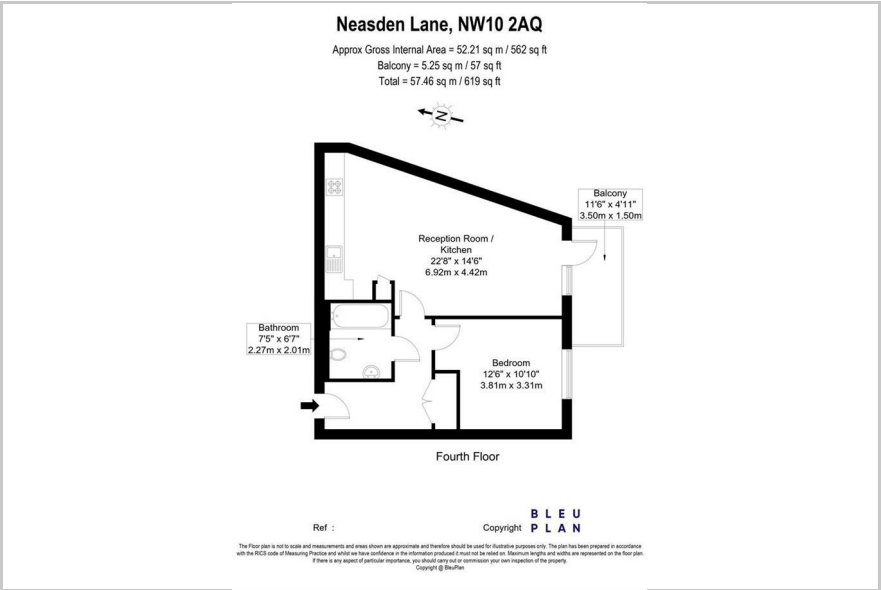 Neasden Lane, NW10 2AQ
Approx Gross Internal Area = 52.21 sq m / 562 sq ft
Balcony = 5.25 sq m / 57 sq ft
Total = 57.46 sq m / 619 sq ft
N
Balcony
11'6" x 4'11"
3.50m x 1.50m
Reception Room /
Kitchen
22'8" x 14'6"
6.92m x 4.42m
Bathroom
7'5" x 6'7"
2.27m x 2.01m
Bedroom
12'6" x 10'10"
3.81m x 3.31m
Fourth Floor
Ref :
Copyright
BLEU
PLAN
The Floor plan is not to scale and measurements and areas shown are approximate and therefore should be used for illustrative purposes only. The plan has been prepared in accordance
with the RICS code of Measuring Practice and whilst we have confidence in the information produced it must not be relied on. Maximum lengths and widths are represented on the floor plan.
If there is any aspect of particular importance, you should carry out or commission your own inspection of the property.
Copyright @ BleuPlan